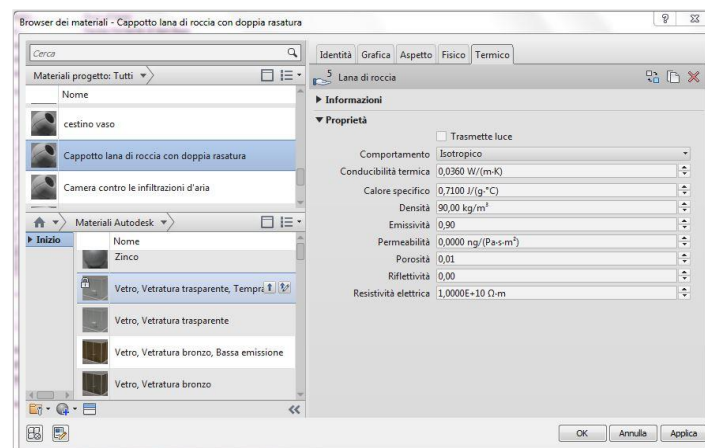 Browser dei materiali - Cappotto lana di roccia con doppia rasatura
Cerca
Materiali progetto: Tutti
Nome
cestino vaso
Cappotto lana di roccia con doppia rasatura
Camera contro le infiltrazioni d'aria
Materiali Autodesk
Inizio
Nome
Zinco
Vetro, Vetratura trasparente, Tempra
Vetro, Vetratura trasparente
Vetro, Vetratura bronzo, Bassa emissione
Vetro, Vetratura bronzo
Identità Grafica Aspetto Fisico Termico
5 Lana di roccia
Informazioni
Proprietà
Trasmette luce
Comportamento Isotropico
Conducibilità termica 0,0360 W/(m·K)
Calore specifico 0,7100 J/(g·°C)
Densità 90,00 kg/m³
Emissività 0,90
Permeabilità 0,0000 ng/(Pa·s·m²)
Porosità 0,01
Riflettività 0,00
Resistività elettrica 1,0000E+10 Ω·m
OK Annulla Applica